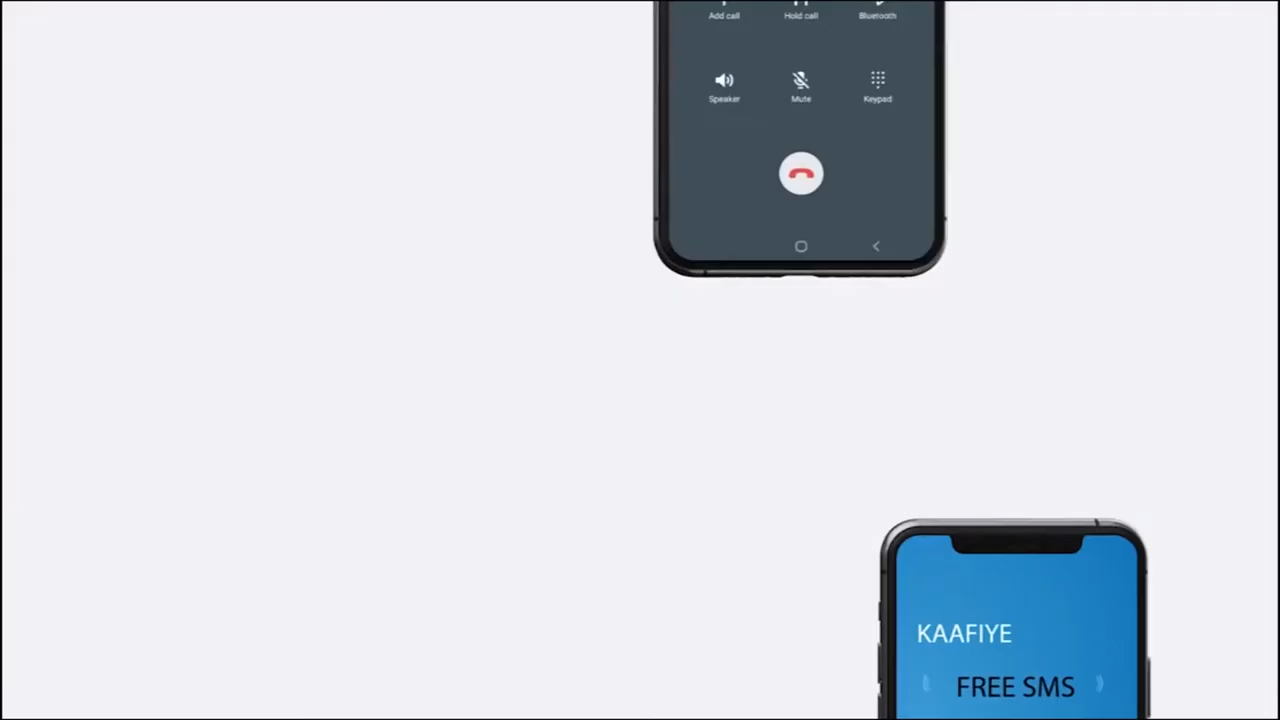 Add call Hold call Bluetooth
Speaker Mute Keypad
KAAFIYE
FREE SMS